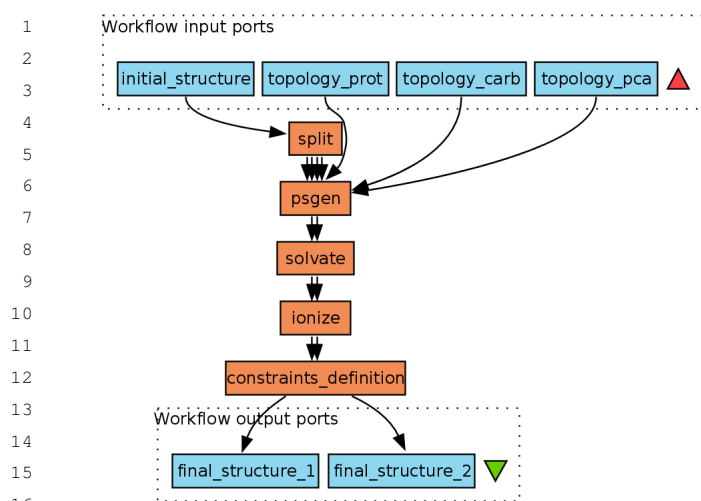 1
Workflow input ports
2
initial_structure topology_prot topology_carb topology_pca
3
4
split
5
6
psgen
7
8
solvate
9
10
ionize
11
12
constraints_definition
13
Workflow output ports
14
final_structure_1 final_structure_2
15